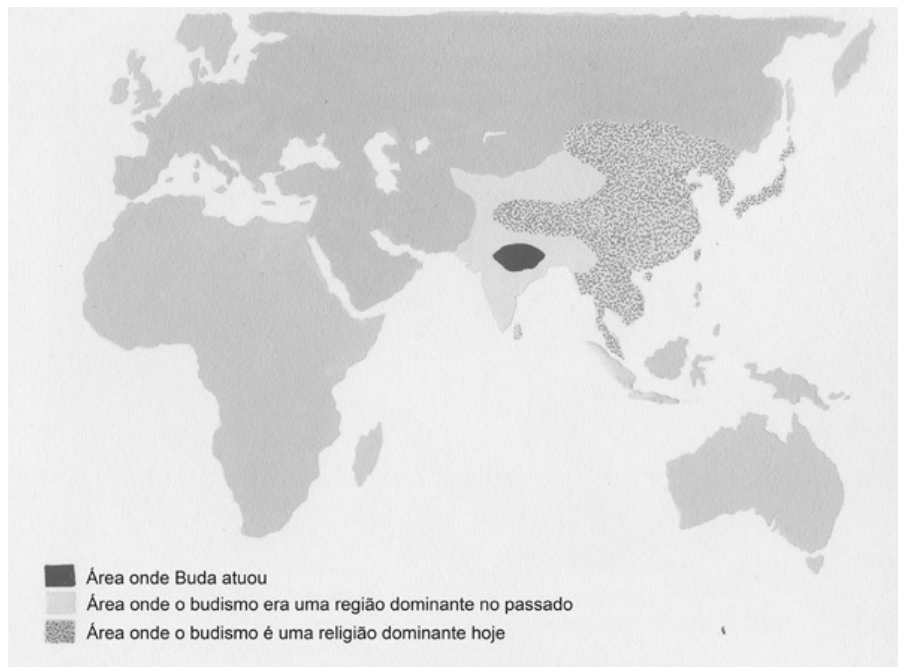 Área onde Buda atuou
Área onde o budismo era uma região dominante no passado
Área onde o budismo é uma religião dominante hoje